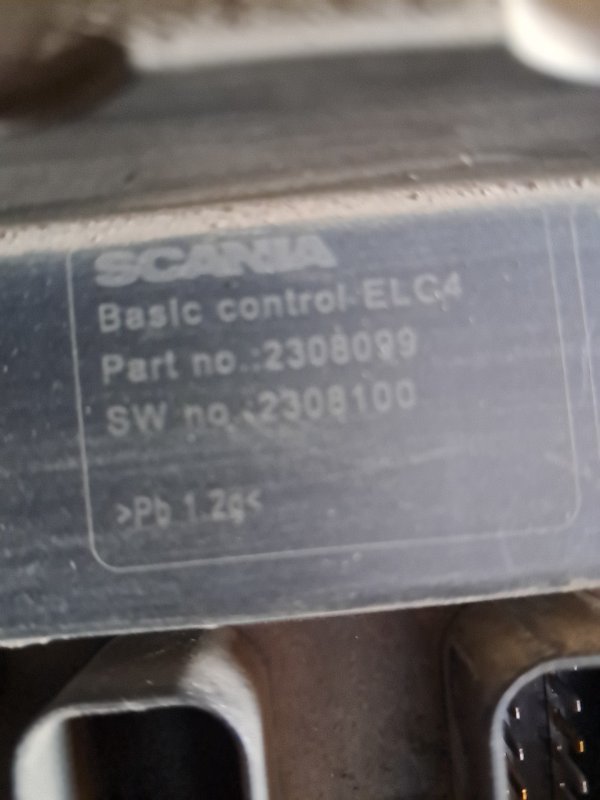 SCANIA
Basic control ELC4
Part no.:2308099
SW no.:2308100
>Pb 1.2g<